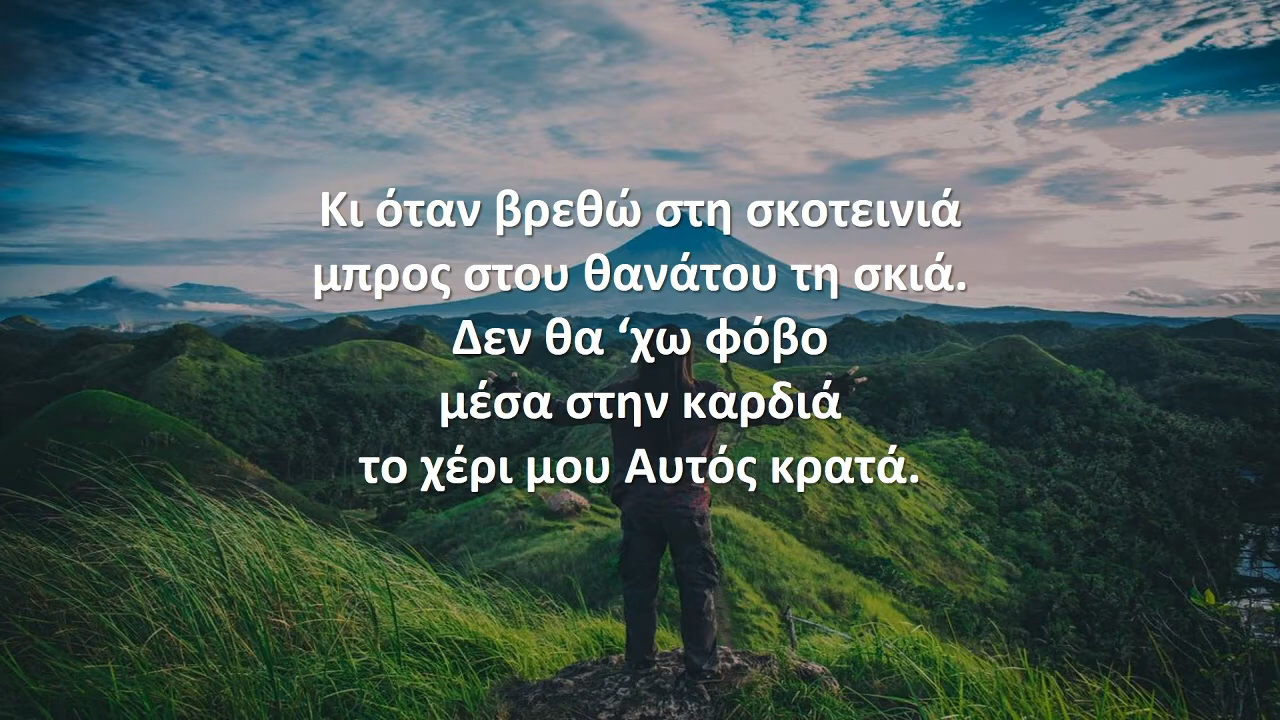 Κι όταν βρεθώ στη σκοτεινιά
μπρος στου θανάτου τη σκιά.
Δεν θα ‘χω φόβο
μέσα στην καρδιά
το χέρι μου Αυτός κρατά.